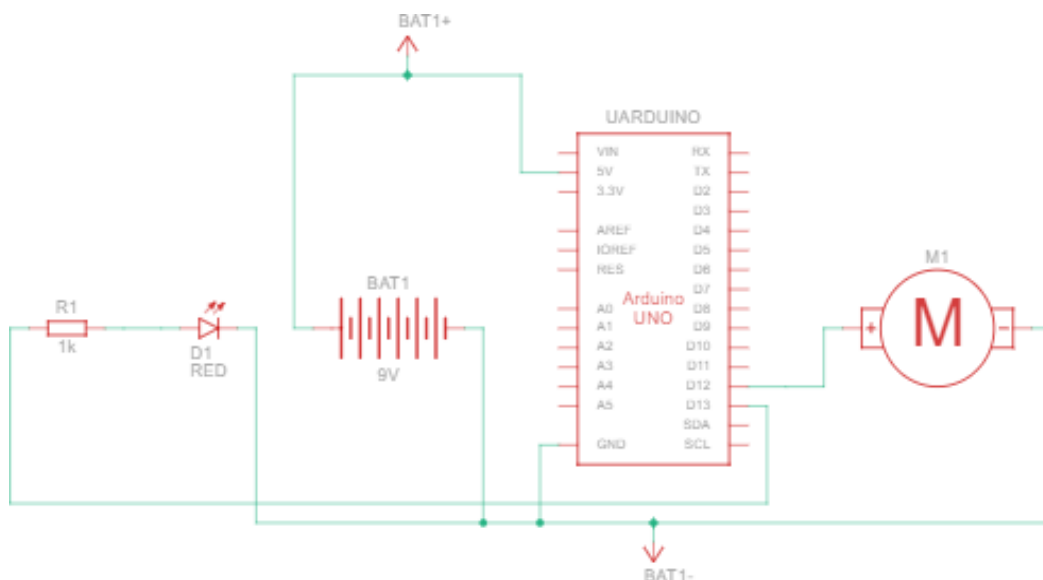 BAT1+
UARDUINO
VIN
5V
3.3V
AREF
IOREF
RES
A0
A1
A2
A3
A4
A5
GND
RX
TX
D2
D3
D4
D5
D6
D7
D8
D9
D10
D11
D12
D13
SDA
SCL
Arduino
UNO
R1
1k
D1
RED
BAT1
9V
M1
+
M
-
BAT1-